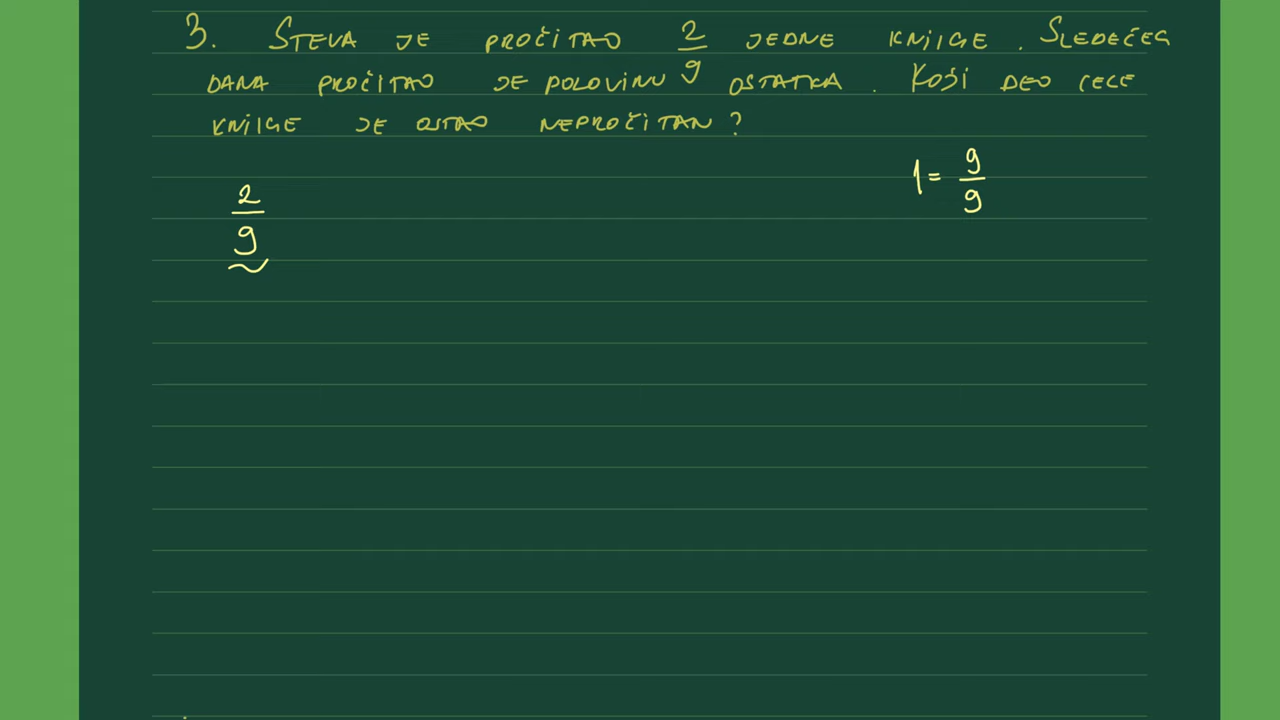 3. STEVA JE PROČITAO 2/9 JEDNE KNJIGE. SLEDEĆEG
DANA PROČITAO JE POLOVINU OSTATKA. KOJI DEO CELE
KNJIGE JE OSTAO NEPROČITAN?
1 = 9/9
2/9